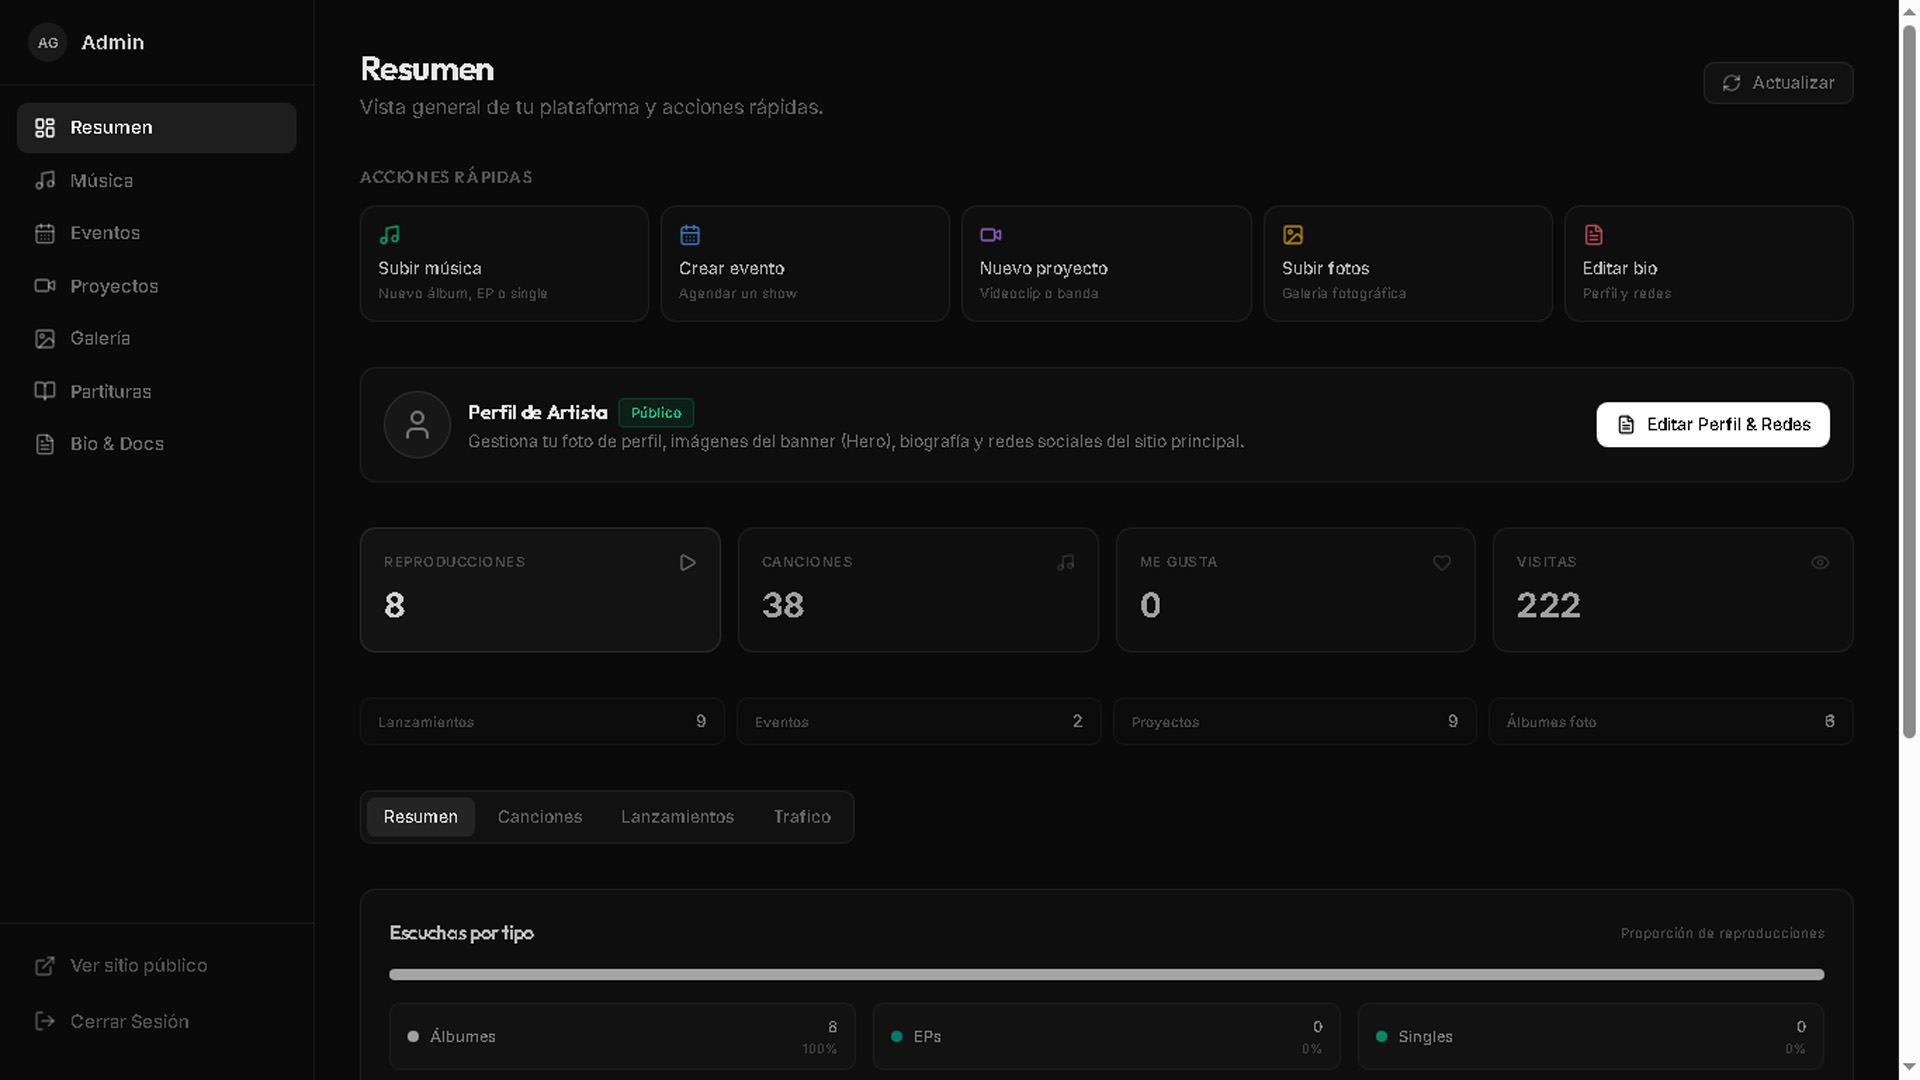 AG Admin
Resumen
Música
Eventos
Proyectos
Galería
Partituras
Bio & Docs
Ver sitio público
Cerrar Sesión
Resumen
Vista general de tu plataforma y acciones rápidas.
Actualizar
ACCIONES RÁPIDAS
Subir música
Nuevo álbum, EP o single
Crear evento
Agendar un show
Nuevo proyecto
Videoclip o banda
Subir fotos
Galería fotográfica
Editar bio
Perfil y redes
Perfil de Artista Público
Gestiona tu foto de perfil, imágenes del banner (Hero), biografía y redes sociales del sitio principal.
Editar Perfil & Redes
REPRODUCCIONES
8
CANCIONES
38
ME GUSTA
0
VISITAS
222
Lanzamientos 9
Eventos 2
Proyectos 9
Álbumes foto
Resumen Canciones Lanzamientos Trafico
Escuchas por tipo
Proporción de reproducciones
Álbumes 8
100%
EPs 0
0%
Singles 0
0%